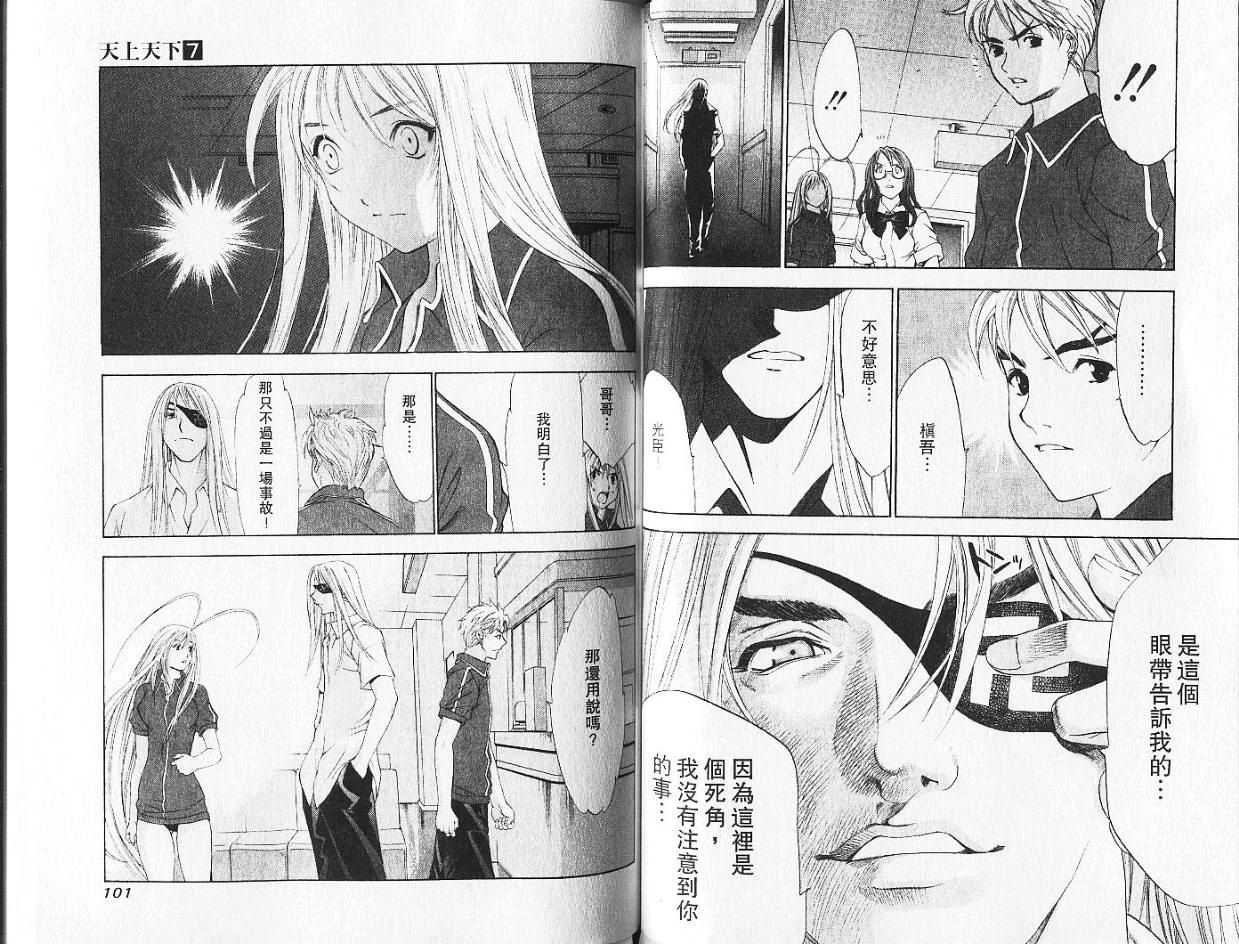 !!
!!
⋯⋯⋯
槇吾⋯
不好意思⋯
光臣
是這個
眼帶告訴我的⋯
因為這裡是
個死角，
我沒有注意到你
的事⋯
天上天下7
哥哥⋯
我明白了⋯
那是⋯⋯
那只不過是一場事故！
那還用說嗎？
101